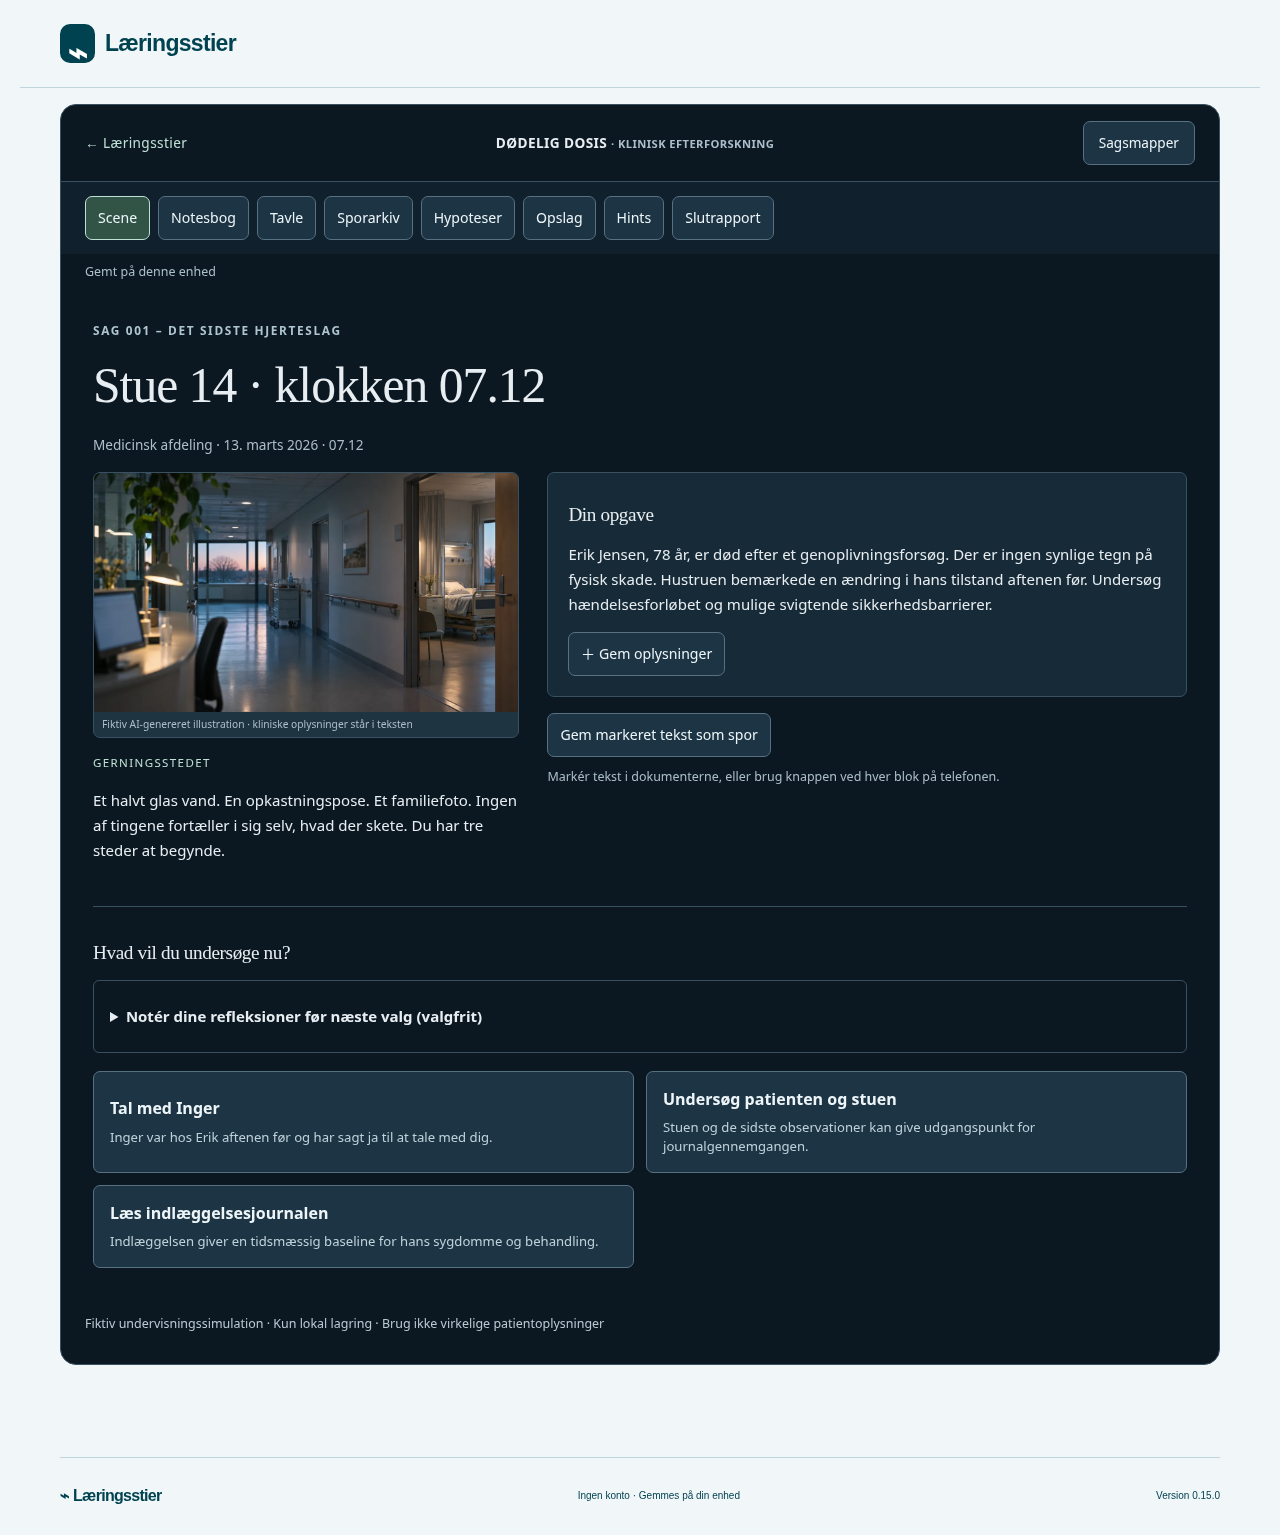 Læringsstier
← Læringsstier
DØDELIG DOSIS · KLINISK EFTERFORSKNING
Sagsmapper
Scene
Notesbog
Tavle
Sporarkiv
Hypoteser
Opslag
Hints
Slutrapport
Gemt på denne enhed
SAG 001 – DET SIDSTE HJERTESLAG
Stue 14 · klokken 07.12
Medicinsk afdeling · 13. marts 2026 · 07.12
Fiktiv AI-genereret illustration · kliniske oplysninger står i teksten
GERNINGSSTEDET
Et halvt glas vand. En opkastningspose. Et familiefoto. Ingen
af tingene fortæller i sig selv, hvad der skete. Du har tre
steder at begynde.
Din opgave
Erik Jensen, 78 år, er død efter et genoplivningsforsøg. Der er ingen synlige tegn på
fysisk skade. Hustruen bemærkede en ændring i hans tilstand aftenen før. Undersøg
hændelsesforløbet og mulige svigtende sikkerhedsbarrierer.
＋ Gem oplysninger
Gem markeret tekst som spor
Markér tekst i dokumenterne, eller brug knappen ved hver blok på telefonen.
Hvad vil du undersøge nu?
▶ Notér dine refleksioner før næste valg (valgfrit)
Tal med Inger
Inger var hos Erik aftenen før og har sagt ja til at tale med dig.
Undersøg patienten og stuen
Stuen og de sidste observationer kan give udgangspunkt for
journalgennemgangen.
Læs indlæggelsesjournalen
Indlæggelsen giver en tidsmæssig baseline for hans sygdomme og behandling.
Fiktiv undervisningssimulation · Kun lokal lagring · Brug ikke virkelige patientoplysninger
⌁ Læringsstier
Ingen konto · Gemmes på din enhed
Version 0.15.0